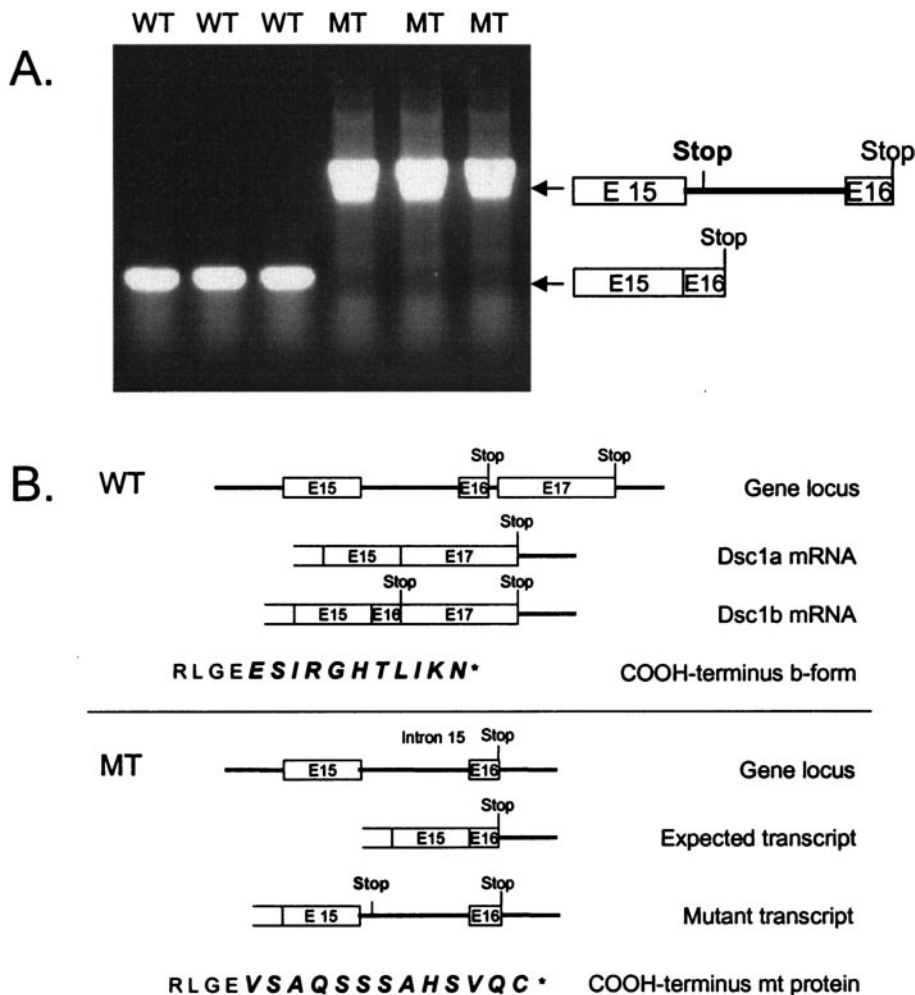 WT WT WT MT MT MT
A.
Stop
Stop
E 15
E16
Stop
E15
E16
B.
WT
Stop
Stop
E15
E16
E17
Gene locus
Stop
E15
E17
Dsc1a mRNA
Stop
Stop
E15
E16
E17
Dsc1b mRNA
RLGEESIRGHTLIKN*
COOH-terminus b-form
MT
Intron 15
Stop
E15
E16
Gene locus
Stop
E15
E16
Expected transcript
Stop
Stop
E 15
E16
Mutant transcript
RLGEVSAQSSSAHSVQC *
COOH-terminus mt protein